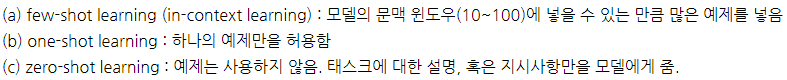 (a) few-shot learning (in-context learning) : 모델의 문맥 윈도우(10~100)에 넣을 수 있는 만큼 많은 예제를 넣음
(b) one-shot learning : 하나의 예제만을 허용함
(c) zero-shot learning : 예제는 사용하지 않음. 태스크에 대한 설명, 혹은 지시사항만을 모델에게 줌.